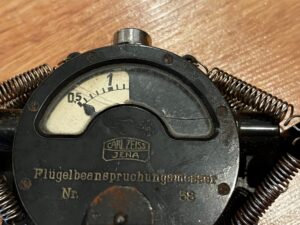 0.5 1
CARL ZEISS
JENA
Flügelbeanspruchungsmesser
Nr. 58